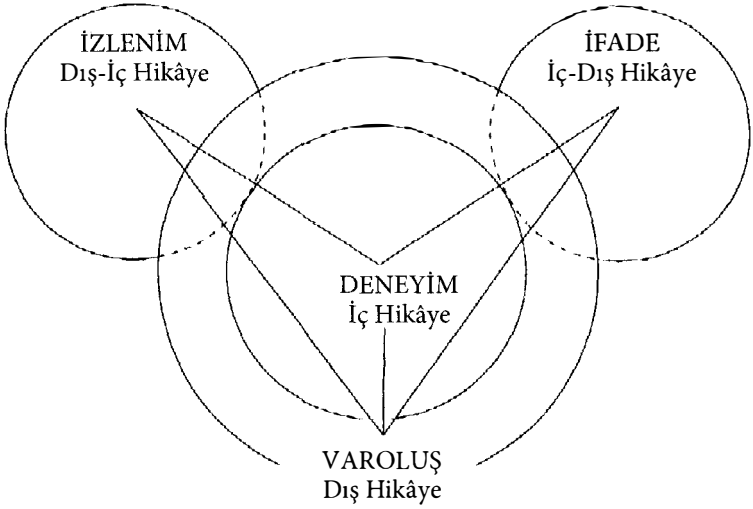 İZLENİM
Dış-İç Hikâye
İFADE
İç-Dış Hikâye
DENEYİM
İç Hikâye
VAROLUŞ
Dış Hikâye